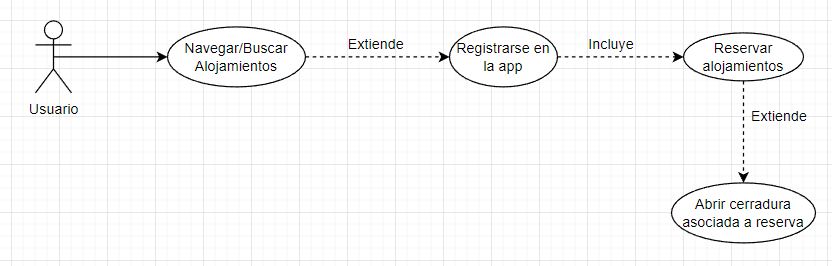 Navegar/Buscar
Alojamientos
Extiende
Registrarse en
la app
Incluye
Reservar
alojamientos
Usuario
Extiende
Abrir cerradura
asociada a reserva